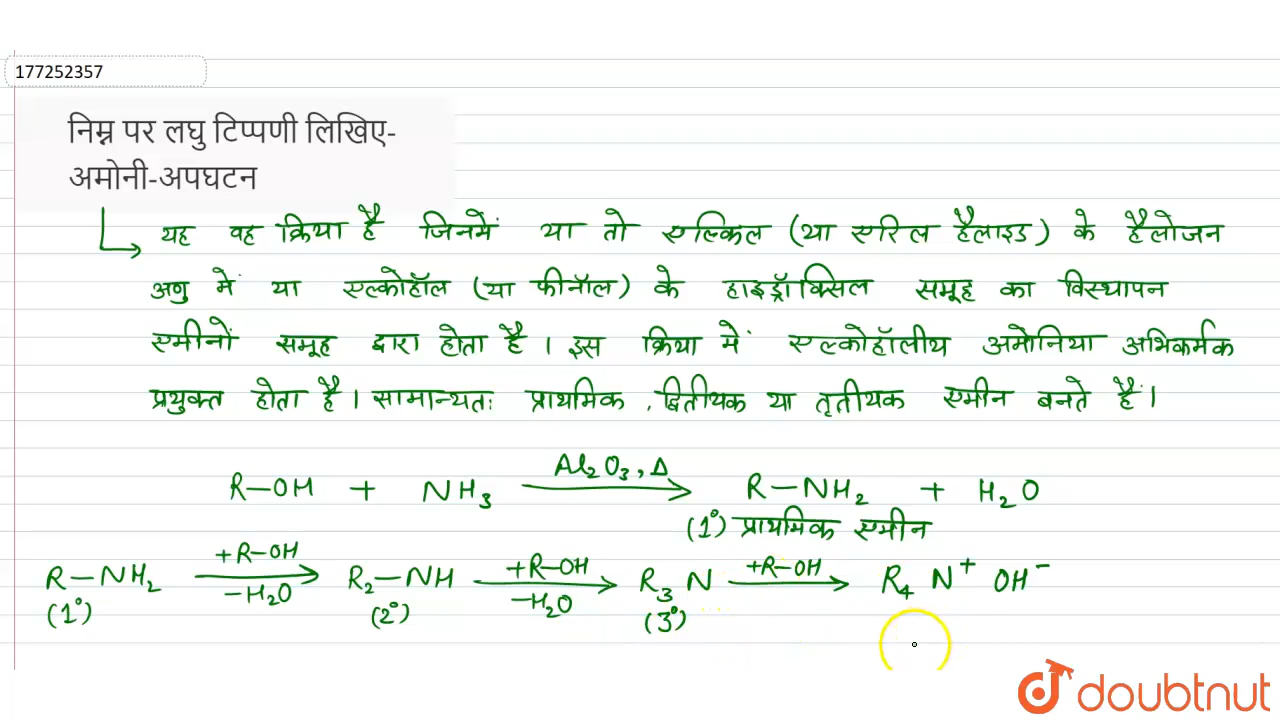 177252357
निम्न पर लघु टिप्पणी लिखिए-
अमोनी-अपघटन
यह वह क्रिया है जिनमें या तो एल्किल (या एरिल हैलाइड) के हैलोजन
अणु में या एल्कोहॉल (या फीनॉल) के हाइड्रॉक्सिल समूह का विस्थापन
एमीनों समूह द्वारा होता है। इस क्रिया में एल्कोहॉलीय अमोनिया अभिकर्मक
प्रयुक्त होता है। सामान्यतः प्राथमिक, द्वितीयक या तृतीयक एमीन बनते हैं।
R-OH + NH₃ Al₂O₃, Δ → R-NH₂ + H₂O
(1°) प्राथमिक एमीन
R-NH₂ +R-OH → -H₂O R₂-NH +R-OH → -H₂O R₃N +R-OH → R₄N⁺ OH⁻
(1°) (2°) (3°)
doubtnut